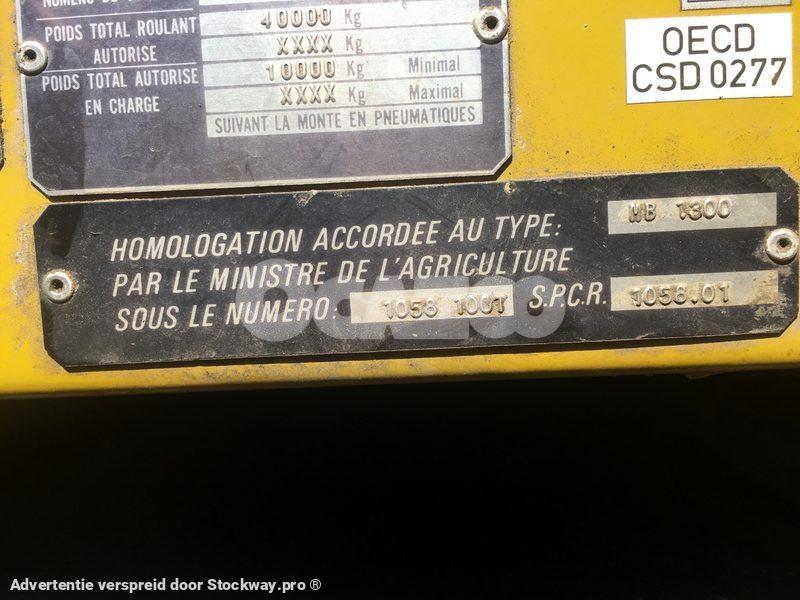 40000 Kg
POIDS TOTAL ROULANT
AUTORISE
XXXX Kg
POIDS TOTAL AUTORISE
EN CHARGE
10000 Kg Minimal
XXXX Kg Maximal
SUIVANT LA MONTE EN PNEUMATIQUES
OECD
CSD 0277
HOMOLOGATION ACCORDEE AU TYPE: MB 1300
PAR LE MINISTRE DE L'AGRICULTURE
SOUS LE NUMERO: 1058 100T S.P.C.R. 1058.01
Advertentie verspreid door Stockway.pro ®